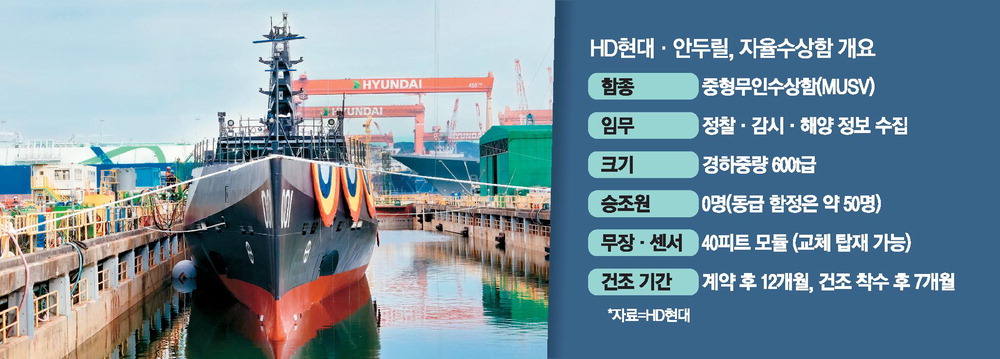 HYUNDAI
450
HYUNDAI
HD현대·안두릴, 자율수상함 개요
함종 중형무인수상함(MUSV)
임무 정찰·감시·해양 정보 수집
크기 경하중량 600t급
승조원 0명(동급 함정은 약 50명)
무장·센서 40피트 모듈 (교체 탑재 가능)
건조 기간 계약 후 12개월, 건조 착수 후 7개월
*자료=HD현대